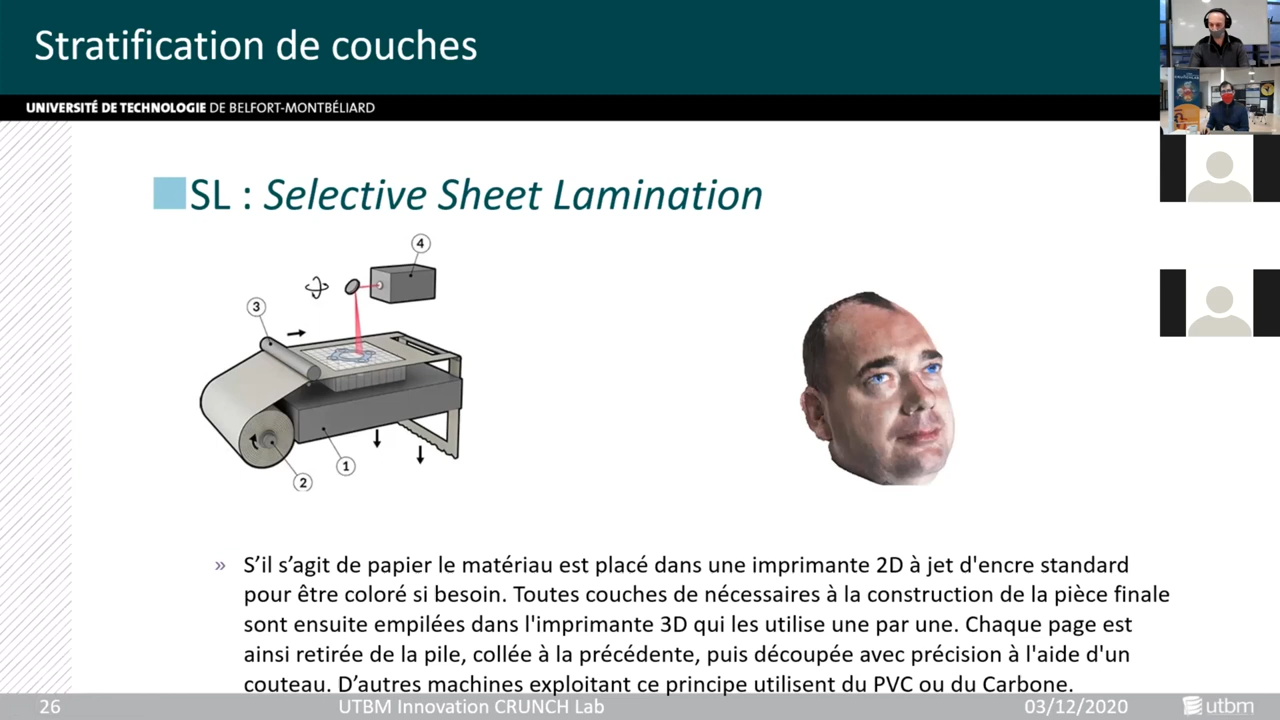 Stratification de couches
UNIVERSITÉ DE TECHNOLOGIE DE BELFORT-MONTBÉLIARD
SL : Selective Sheet Lamination
4
3
1
2
» S’il s’agit de papier le matériau est placé dans une imprimante 2D à jet d'encre standard
pour être coloré si besoin. Toutes couches de nécessaires à la construction de la pièce finale
sont ensuite empilées dans l'imprimante 3D qui les utilise une par une. Chaque page est
ainsi retirée de la pile, collée à la précédente, puis découpée avec précision à l'aide d'un
couteau. D’autres machines exploitant ce principe utilisent du PVC ou du Carbone.
26
UTBM Innovation CRUNCH Lab
03/12/2020
utbm